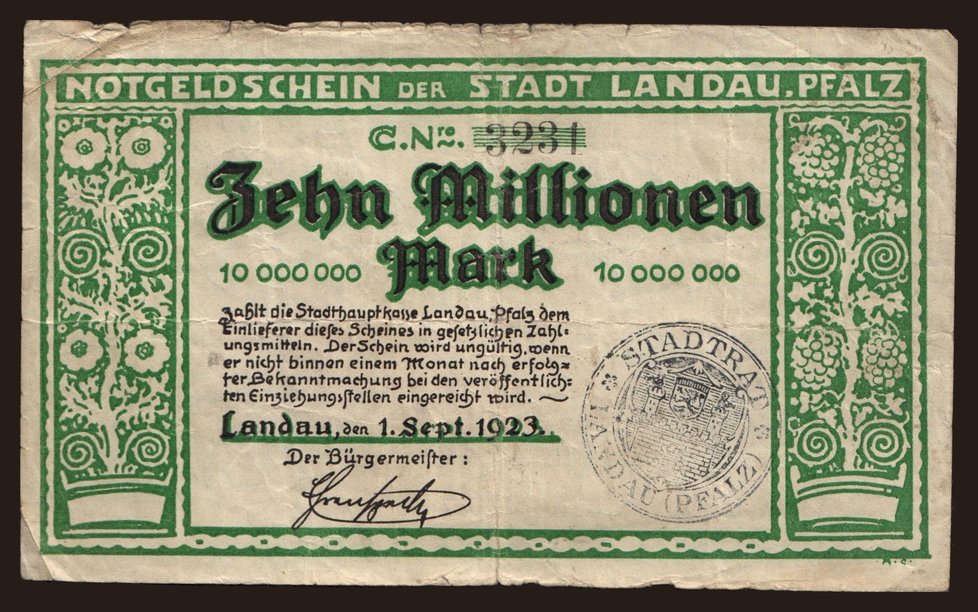 NOTGELDSCHEIN DER STADT LANDAU, PFALZ
C. Nro. 3231
Zehn Millionen
10 000 000 Mark 10 000 000
zahlt die Stadthauptkasse Landau, Pfalz dem
Einlieferer dieses Scheines in gesetzlichen Zahl=
ungsmitteln. Der Schein wird ungültig, wenn
er nicht binnen einem Monat nach erfolg=
ter Bekanntmachung bei den veröffentlich=
ten Einziehungsstellen eingereicht wird.
Landau, den 1. Sept. 1923.
Der Bürgermeister:
STADTRAT
LANDAU (PFALZ)
A. C.